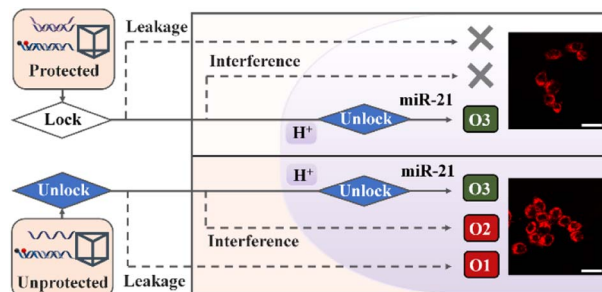 Leakage
Interference
Protected
miR-21
Lock
H⁺
Unlock
O3
Unlock
H⁺
Unlock
miR-21
O3
O2
Interference
Unprotected
Leakage
O1